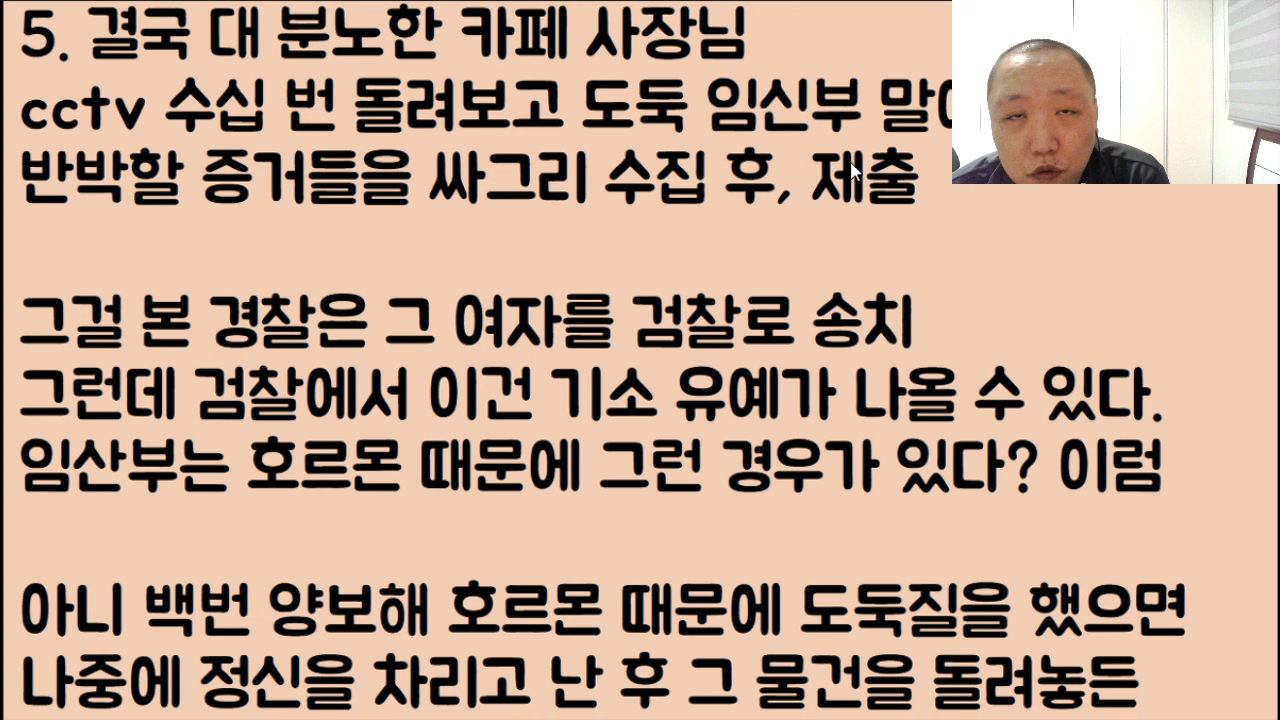 5. 결국 대 분노한 카페 사장님
cctv 수십 번 돌려보고 도둑 임신부
반박할 증거들을 싸그리 수집 후, 제출
그걸 본 경찰은 그 여자를 검찰로 송치
그런데 검찰에서 이건 기소 유예가 나올 수 있다.
임산부는 호르몬 때문에 그런 경우가 있다? 이럼
아니 백번 양보해 호르몬 때문에 도둑질을 했으면
나중에 정신을 차리고 난 후 그 물건을 돌려놓든